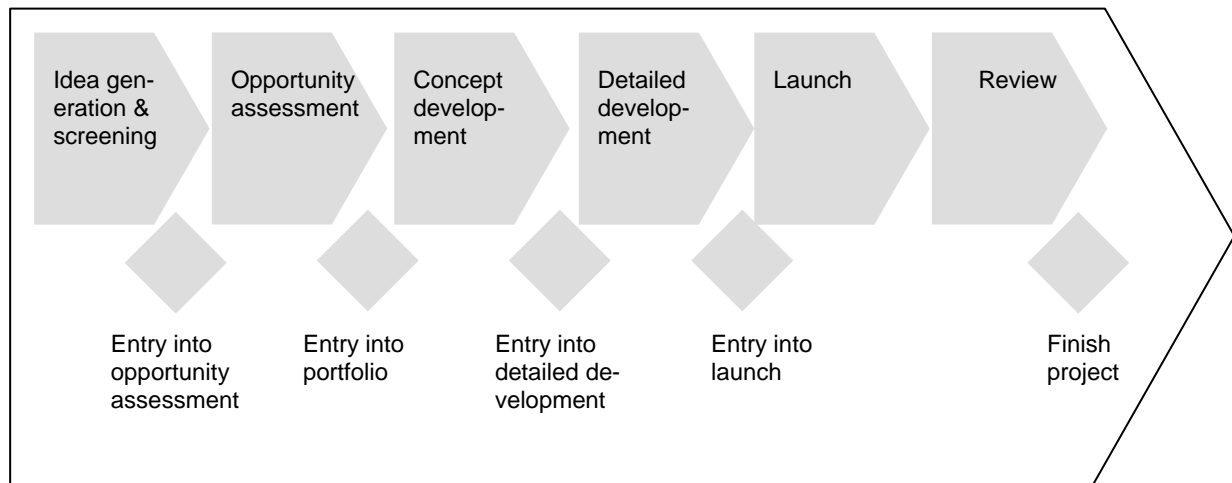 Idea gen-
eration &
screening
Opportunity
assessment
Concept
develop-
ment
Detailed
develop-
ment
Launch
Review
Entry into
opportunity
assessment
Entry into
portfolio
Entry into
detailed de-
velopment
Entry into
launch
Finish
project